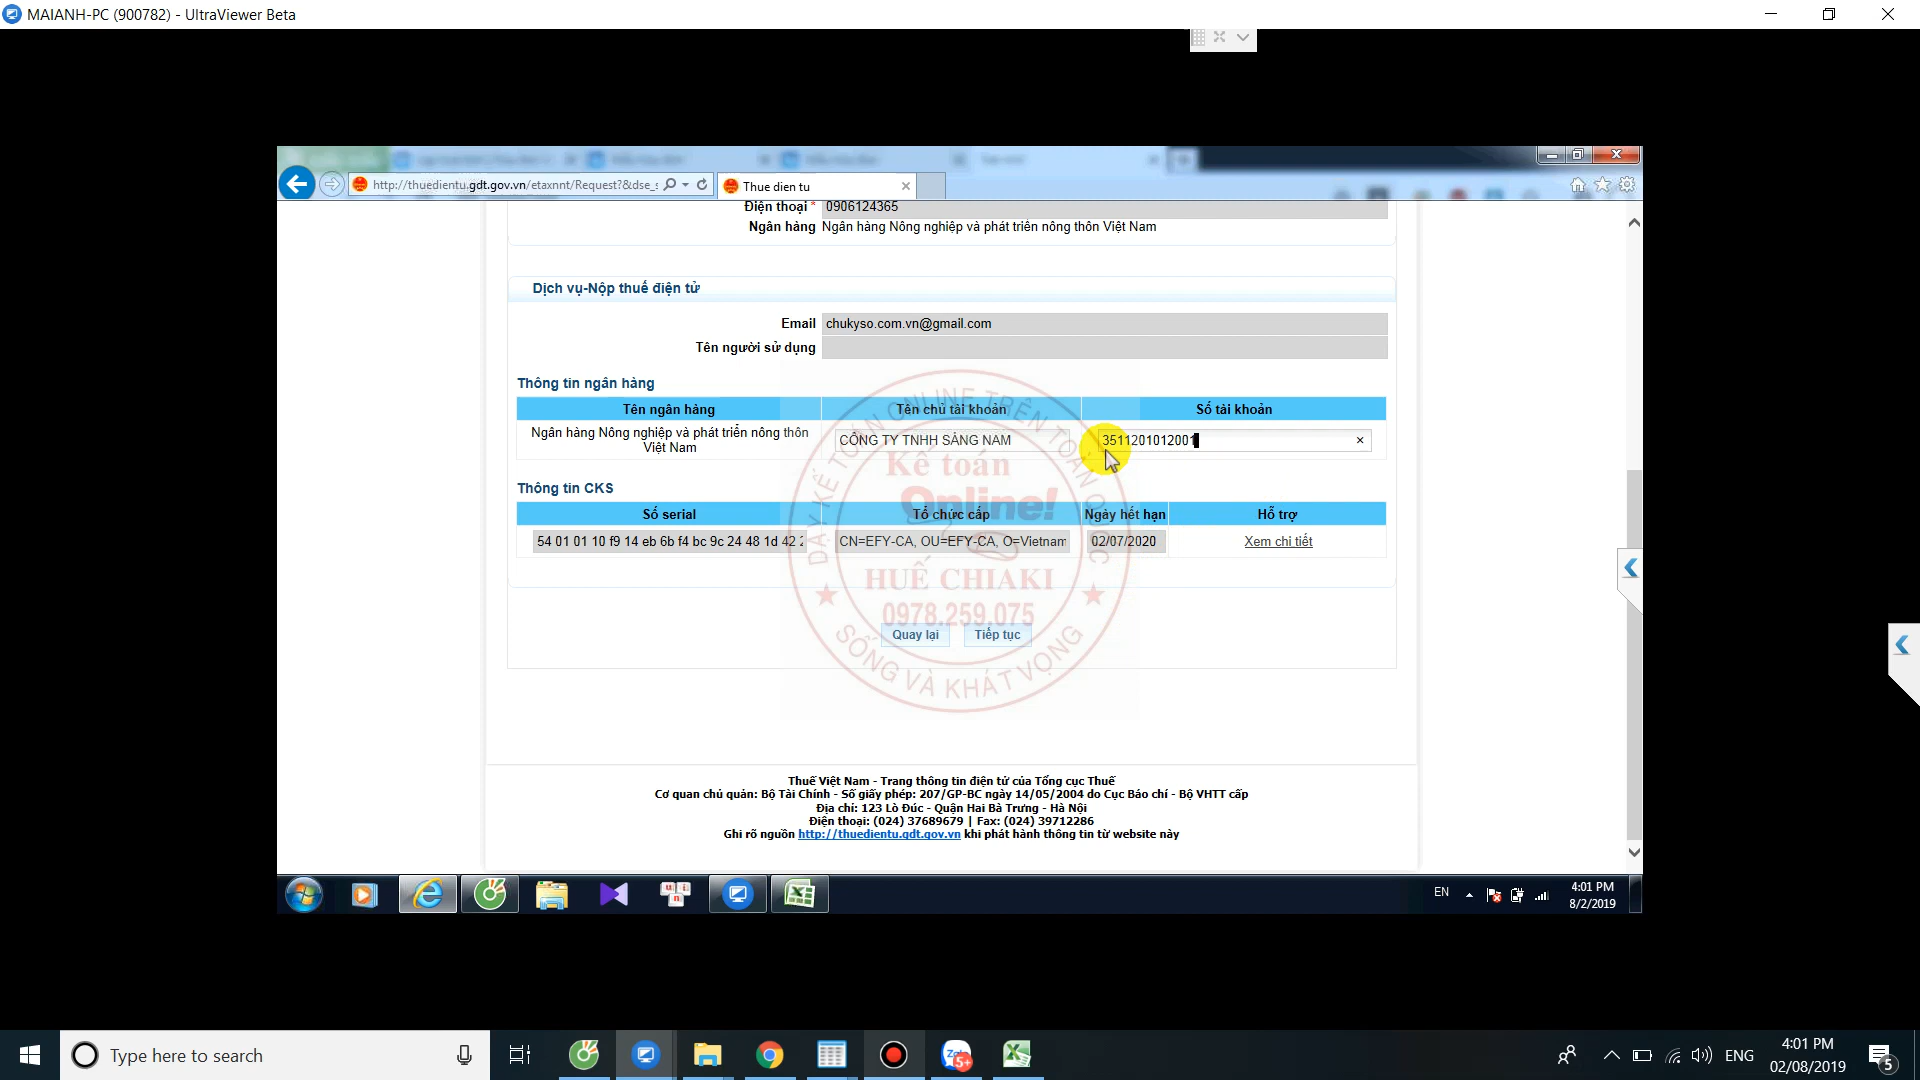 MAIANH-PC (900782) - UltraViewer Beta
http://thuedientu.gdt.gov.vn/etaxnnt/Request?&dse_s
Thue dien tu
Điện thoại * 0906124365
Ngân hàng Ngân hàng Nông nghiệp và phát triển nông thôn Việt Nam
Dịch vụ-Nộp thuế điện tử
Email chukyso.com.vn@gmail.com
Tên người sử dụng
Thông tin ngân hàng
Tên ngân hàng Tên chủ tài khoản Số tài khoản
Ngân hàng Nông nghiệp và phát triển nông thôn Việt Nam CÔNG TY TNHH SÁNG NAM 3511201012001
Thông tin CKS
Số serial Tổ chức cấp Ngày hết hạn Hỗ trợ
54 01 01 10 f9 14 eb 6b f4 bc 9c 24 48 1d 42 CN=EFY-CA, OU=EFY-CA, O=Vietnam 02/07/2020 Xem chi tiết
Quay lại Tiếp tục
DẠY KẾ TOÁN ONLINE TRÊN TOÀN QUỐC
Kế toán
Online!
HUẾ CHIAKI
0978.259.075
SỐNG VÀ KHÁT VỌNG
Thuế Việt Nam - Trang thông tin điện tử của Tổng cục Thuế
Cơ quan chủ quản: Bộ Tài Chính - Số giấy phép: 207/GP-BC ngày 14/05/2004 do Cục Báo chí - Bộ VHTT cấp
Địa chỉ: 123 Lò Đúc - Quận Hai Bà Trưng - Hà Nội
Điện thoại: (024) 37689679 | Fax: (024) 39712286
Ghi rõ nguồn http://thuedientu.gdt.gov.vn khi phát hành thông tin từ website này
EN
4:01 PM
8/2/2019
Type here to search
Zalo
5+
ENG
4:01 PM
02/08/2019
5